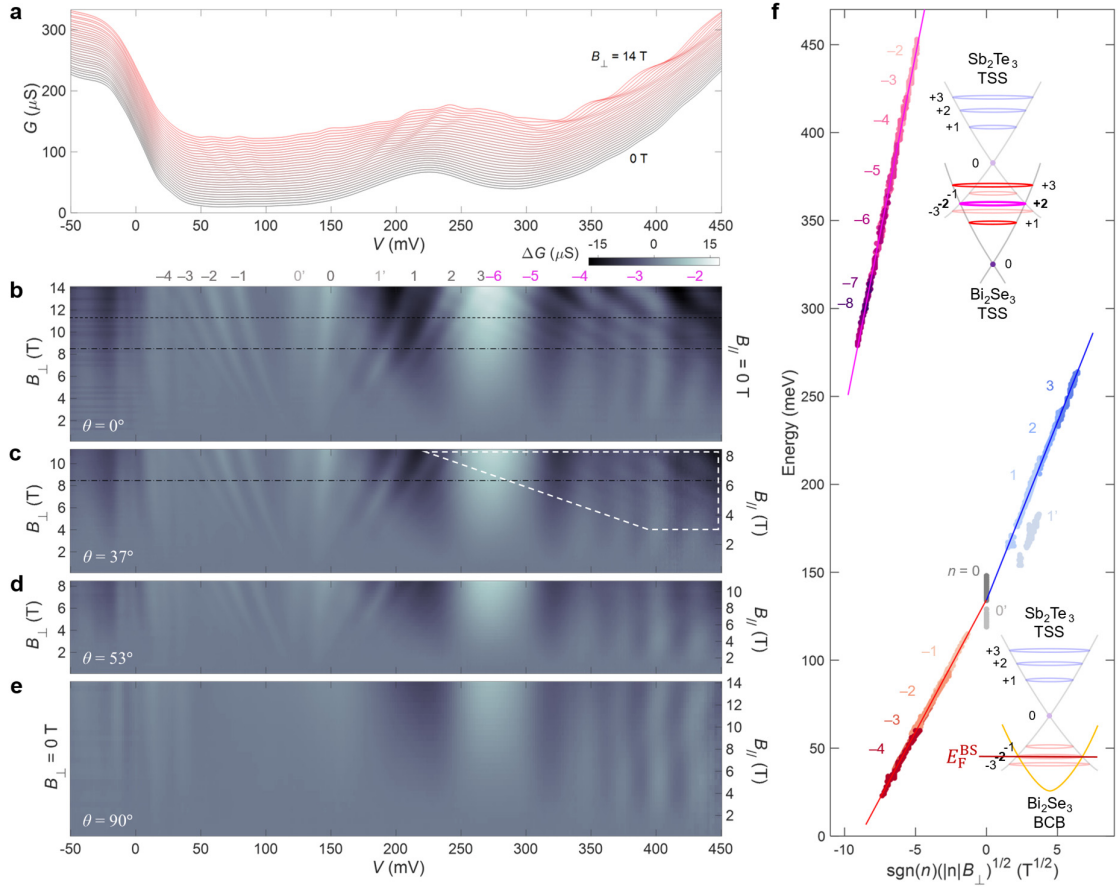 a
300
200
100
0
G (μS)
B⊥ = 14 T
0 T
-50 0 50 100 150 200 250 300 350 400 450
V (mV)
ΔG (μS) -15 0 15
−4 −3 −2 −1 0' 0 1' 1 2 3 −6 −5 −4 −3 −2
b
14
12
10
8
6
4
2
B⊥ (T)
B// = 0 T
θ = 0°
c
10
8
6
4
2
B⊥ (T)
8
6
4
2
B// (T)
θ = 37°
d
8
6
4
2
B⊥ (T)
10
8
6
4
2
B// (T)
θ = 53°
e
B⊥ = 0 T
14
12
10
8
6
4
2
B// (T)
θ = 90°
-50 0 50 100 150 200 250 300 350 400 450
V (mV)
f
450
400
350
300
250
200
150
100
50
0
Energy (meV)
−2
−3
−4
−5
−6
−7
−8
Sb2Te3
TSS
+3
+2
+1
0
-1 +3
-2 +2
-3 +1
0
Bi2Se3
TSS
3
2
1
1'
n = 0
0'
−1
−2
−3
−4
Sb2Te3
TSS
+3
+2
+1
0
-1
-2
-3
E_F^BS
Bi2Se3
BCB
-10 -5 0 5
sgn(n)(|n|B⊥)^1/2 (T^1/2)